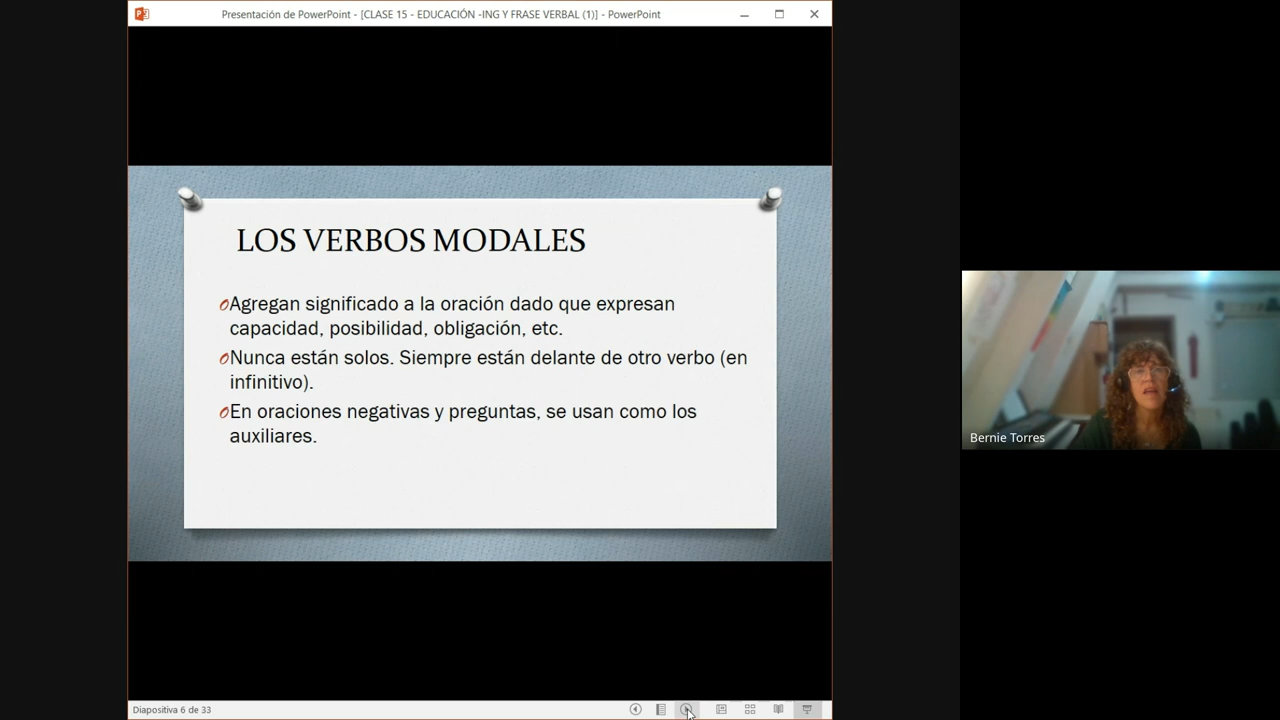 Presentación de PowerPoint - [CLASE 15 - EDUCACIÓN -ING Y FRASE VERBAL (1)] - PowerPoint
LOS VERBOS MODALES
Agregan significado a la oración dado que expresan
capacidad, posibilidad, obligación, etc.
Nunca están solos. Siempre están delante de otro verbo (en
infinitivo).
En oraciones negativas y preguntas, se usan como los
auxiliares.
Bernie Torres
Diapositiva 6 de 33